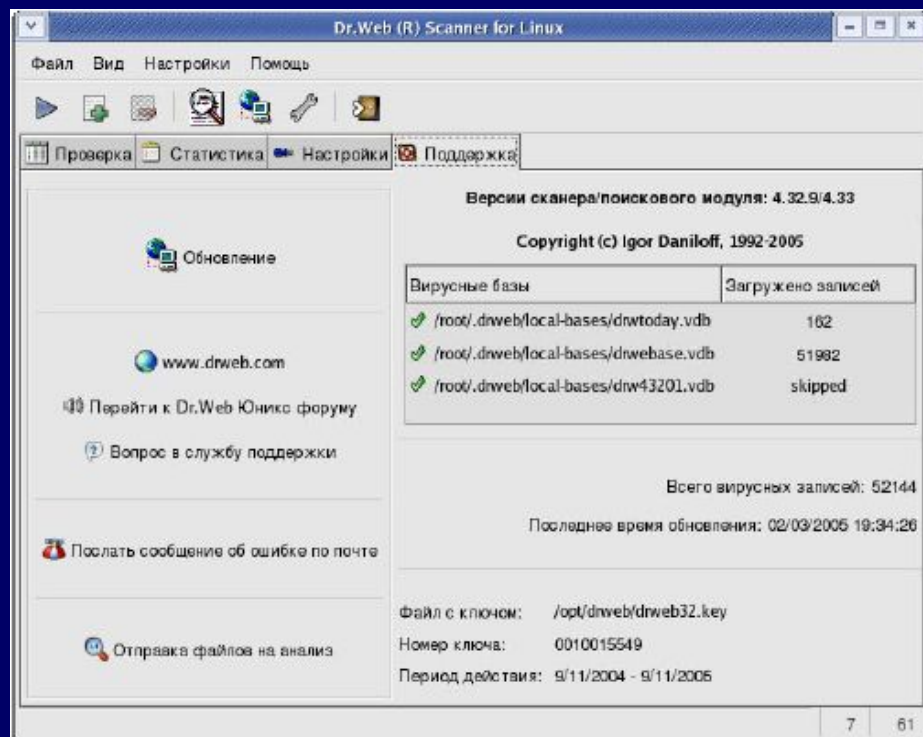 Dr.Web (R) Scanner for Linux
Файл Вид Настройки Помощь
Проверка Статистика Настройки Поддержка
Обновление
www.drweb.com
Перейти к Dr.Web Юникс форуму
Вопрос в службу поддержки
Послать сообщение об ошибке по почте
Отправка файлов на анализ
Версии сканера/поискового модуля: 4.32.9/4.33
Copyright (c) Igor Daniloff, 1992-2005
Вирусные базы Загружено записей
/root/.drweb/local-bases/drwtoday.vdb 162
/root/.drweb/local-bases/drwebase.vdb 51982
/root/.drweb/local-bases/drw43201.vdb skipped
Всего вирусных записей: 52144
Последнее время обновления: 02/03/2005 19:34:26
Файл с ключом: /opt/drweb/drweb32.key
Номер ключа: 0010015549
Период действия: 9/11/2004 - 9/11/2005
7 61